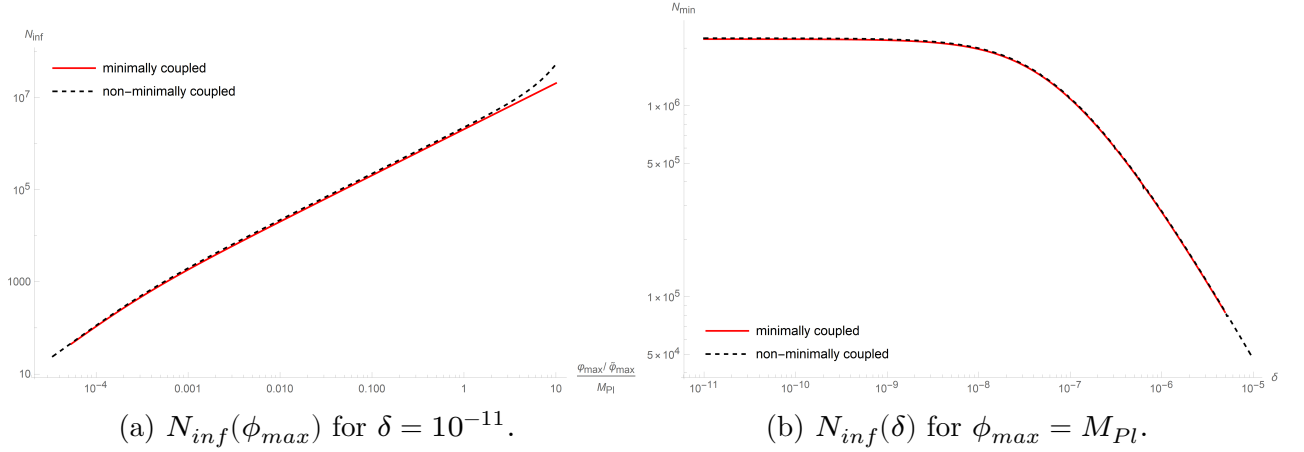 N_inf
minimally coupled
non-minimally coupled
10^7
10^5
1000
10
10^-4
0.001
0.010
0.100
1
10
φ_max/ φ̃_max
M_Pl
(a) N_inf(ϕ_max) for δ = 10^−11.
N_min
1×10^6
5×10^5
1×10^5
5×10^4
minimally coupled
non-minimally coupled
10^-11
10^-10
10^-9
10^-8
10^-7
10^-6
10^-5
δ
(b) N_inf(δ) for ϕ_max = M_Pl.